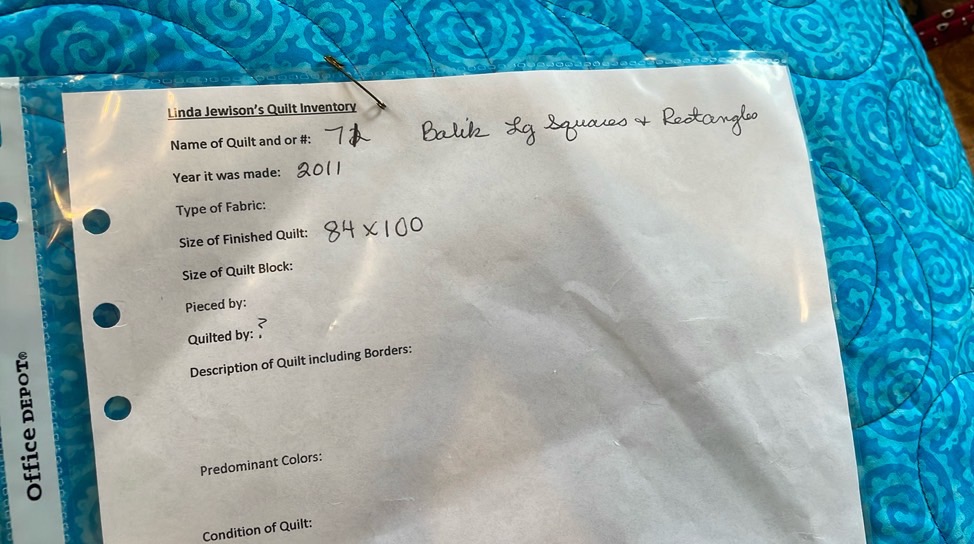 Linda Jewison's Quilt Inventory
Name of Quilt and or #: Batik Lg Squares + Rectangles
Year it was made: 2011
Type of Fabric:
Size of Finished Quilt: 84 x 100
Size of Quilt Block:
Pieced by:
Quilted by: ?
Description of Quilt including Borders:
Predominant Colors:
Condition of Quilt:
Office DEPOT®